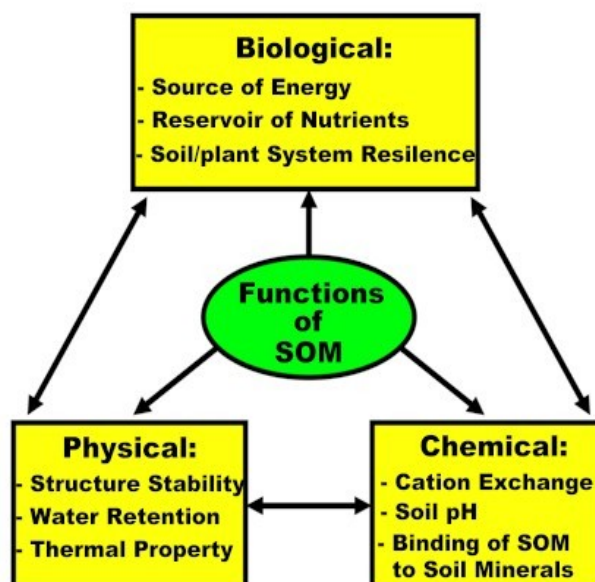 Biological:
- Source of Energy
- Reservoir of Nutrients
- Soil/plant System Resilence
Functions
of
SOM
Physical:
- Structure Stability
- Water Retention
- Thermal Property
Chemical:
- Cation Exchange
- Soil pH
- Binding of SOM
to Soil Minerals